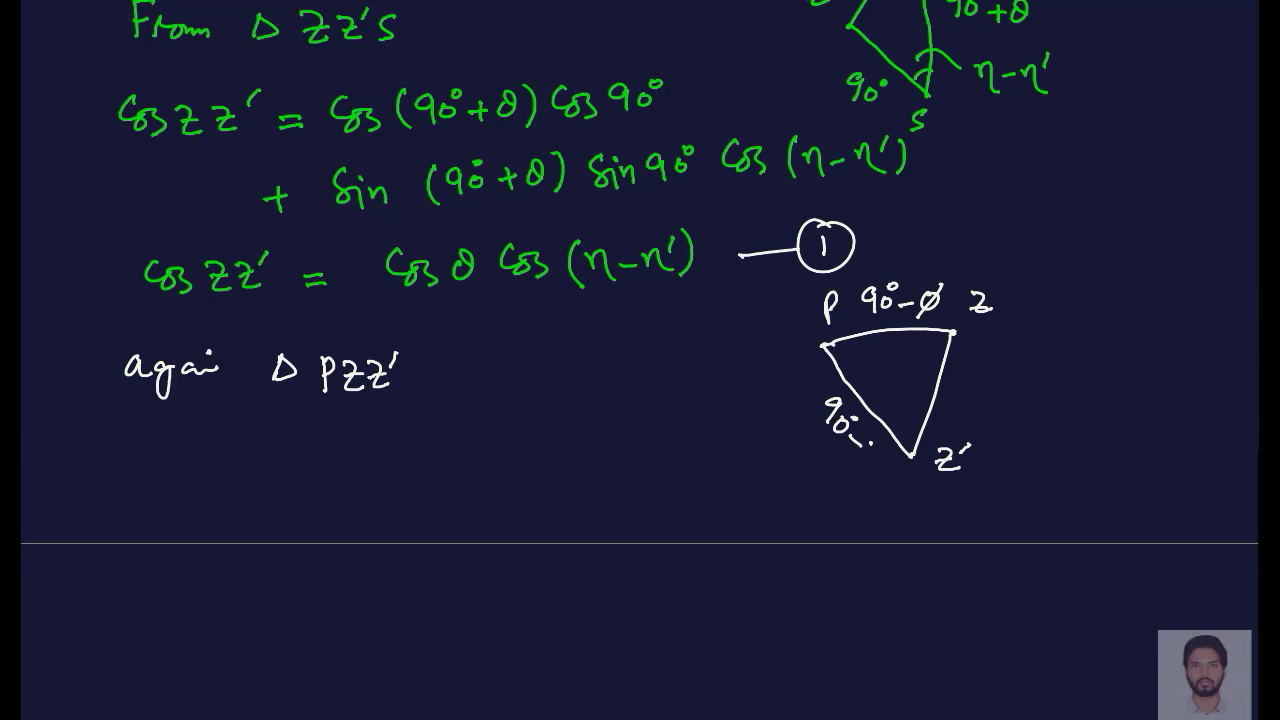 From Δ ZZ's
90+θ
90°
η-η'
s
Cos ZZ' = Cos (90°+θ) Cos 90°
+ Sin (90°+θ) Sin 90° Cos (η-η')
Cos ZZ' = Cos θ Cos (η-η') — 1
P 90°-φ Z
agai Δ PZZ'
90°-
Z'